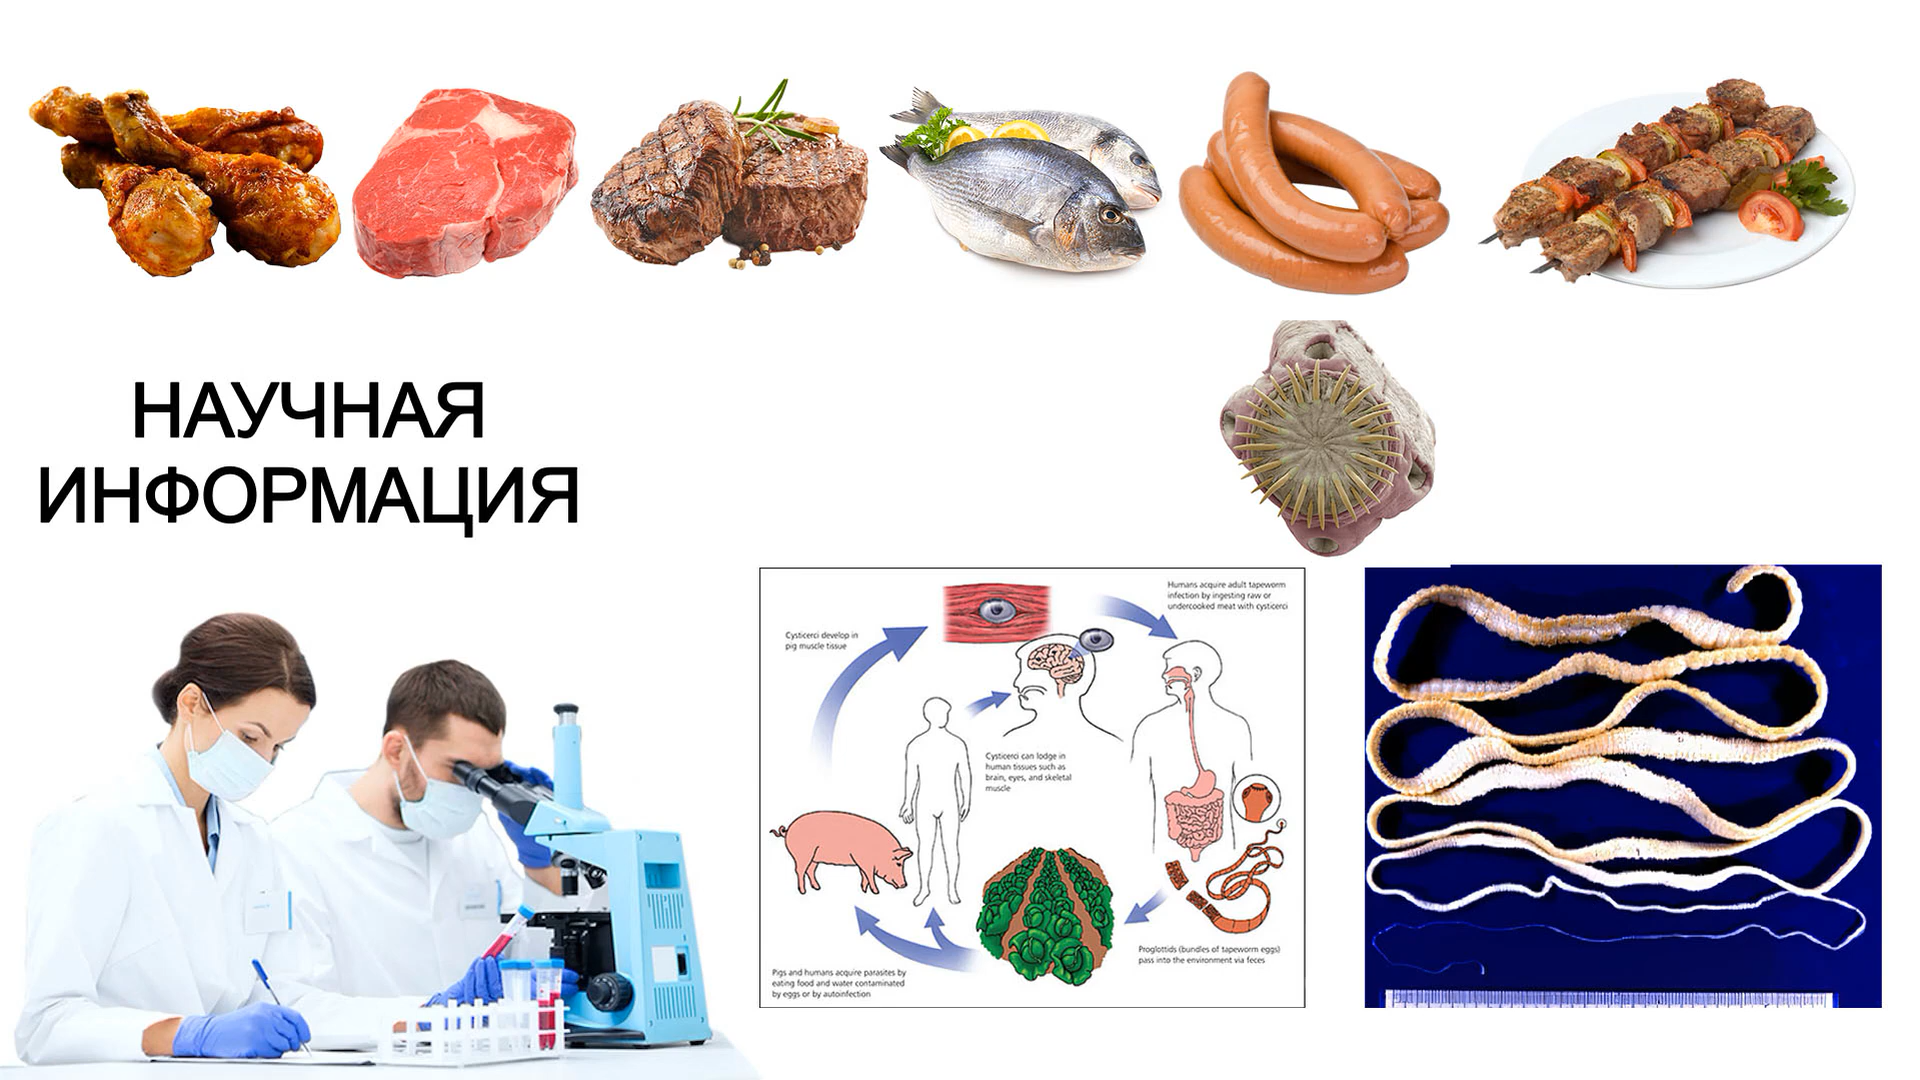 НАУЧНАЯ
ИНФОРМАЦИЯ
Humans acquire adult tapeworm
infection by ingesting raw or
undercooked meat with cysticerci
Cysticerci develop in
pig muscle tissue
Cysticerci can lodge in
human tissues such as
brain, eyes, and skeletal
muscle
Proglottids (bundles of tapeworm eggs)
pass into the environment via feces
Pigs and humans acquire parasites by
eating food and water contaminated
by eggs or by autoinfection